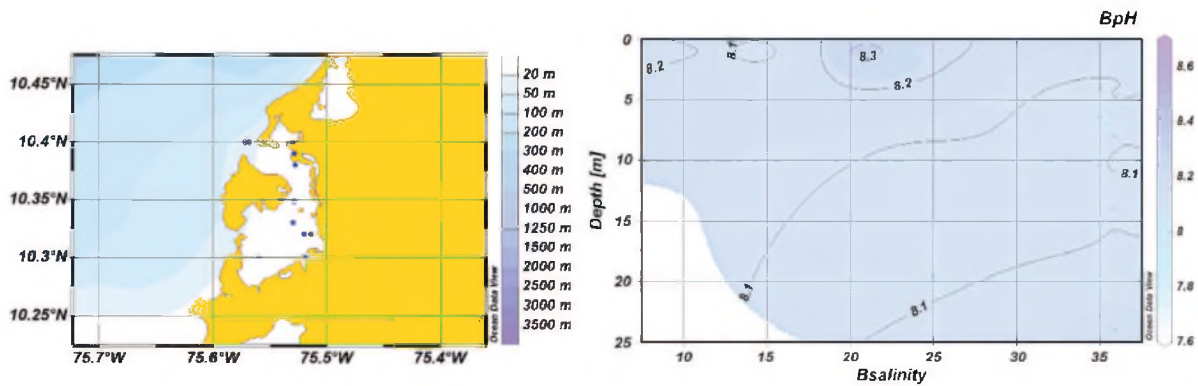 10.45°N
10.4°N
10.35°N
10.3°N
10.25°N
75.7°W
75.6°W
75.5°W
75.4°W
20 m
50 m
100 m
200 m
300 m
400 m
500 m
1000 m
1250 m
1500 m
2000 m
2500 m
3000 m
3500 m
Ocean Data View
BpH
Depth [m]
0
5
10
15
20
25
8.2
8.1
8.3
8.2
8.1
8.1
8.1
10
15
20
25
30
35
Bsalinity
8.6
8.4
8.2
8
7.8
7.6
Ocean Data View